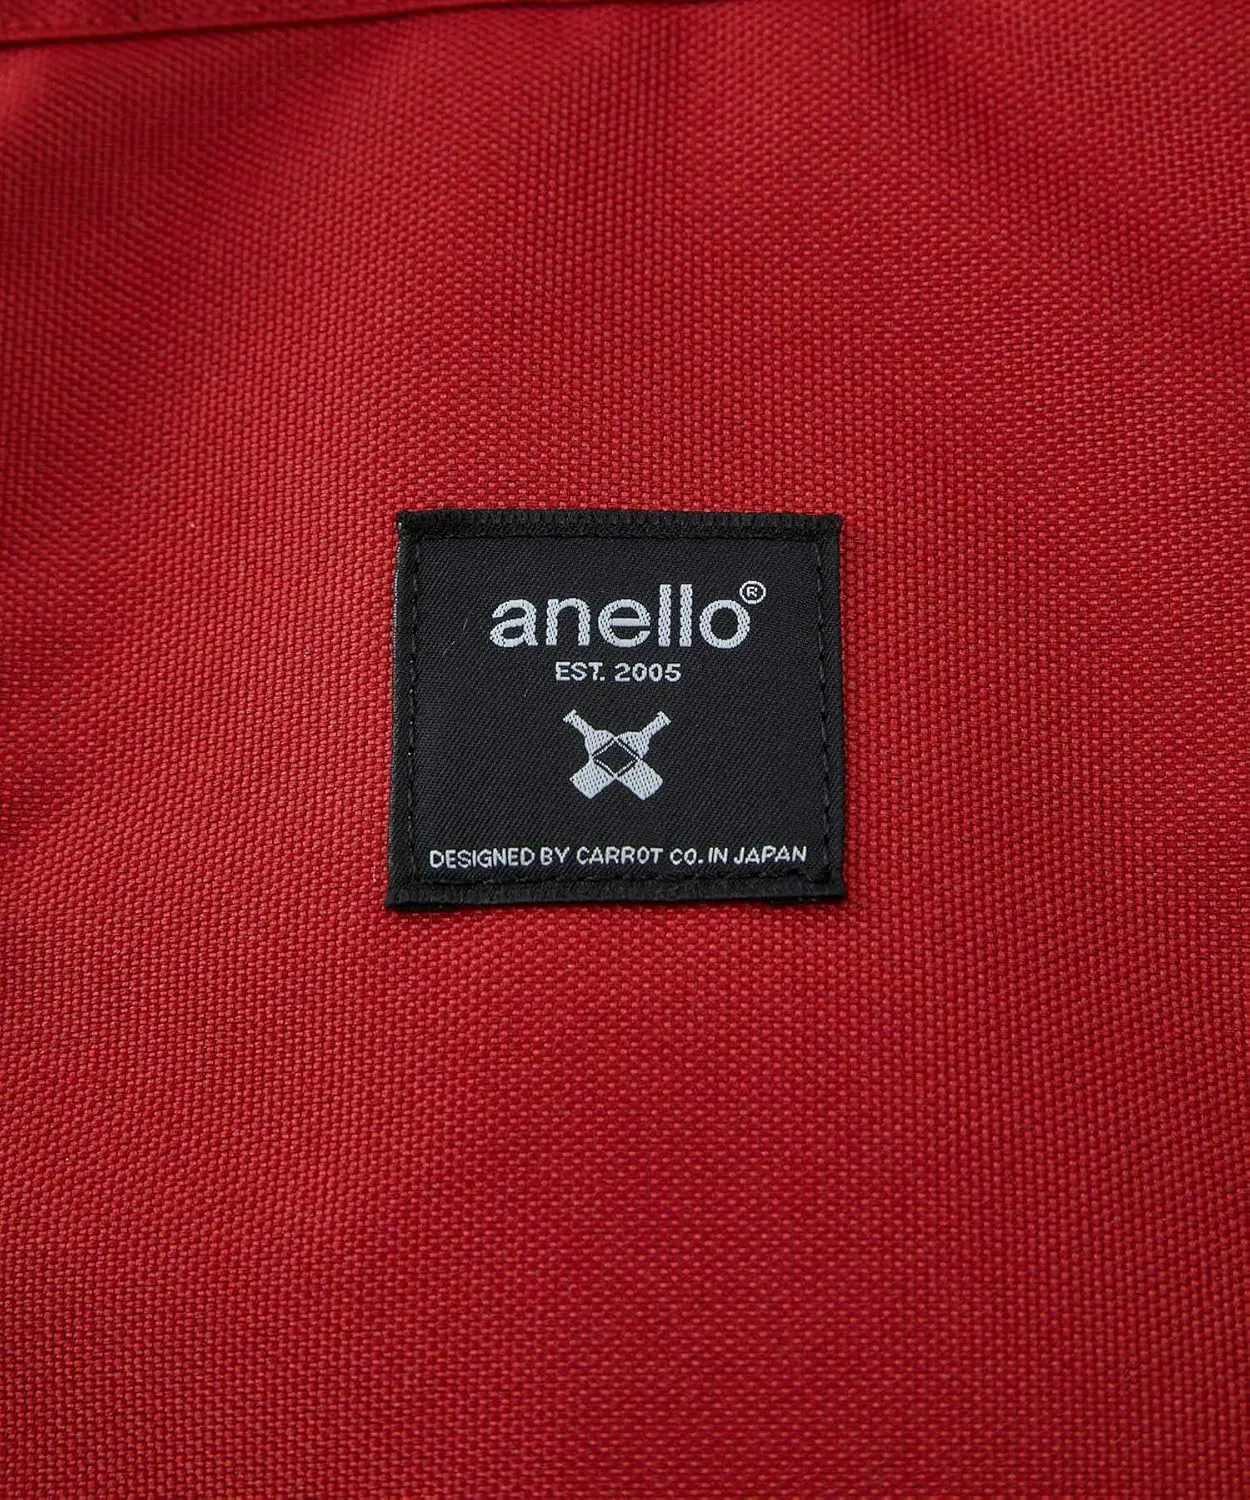 anello®
EST. 2005
DESIGNED BY CARROT CO. IN JAPAN